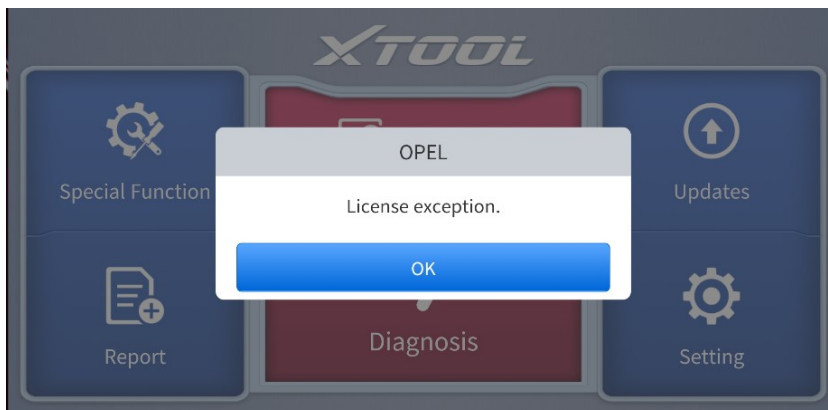 XTOOL
OPEL
Special Function
License exception.
Updates
OK
Report
Diagnosis
Setting